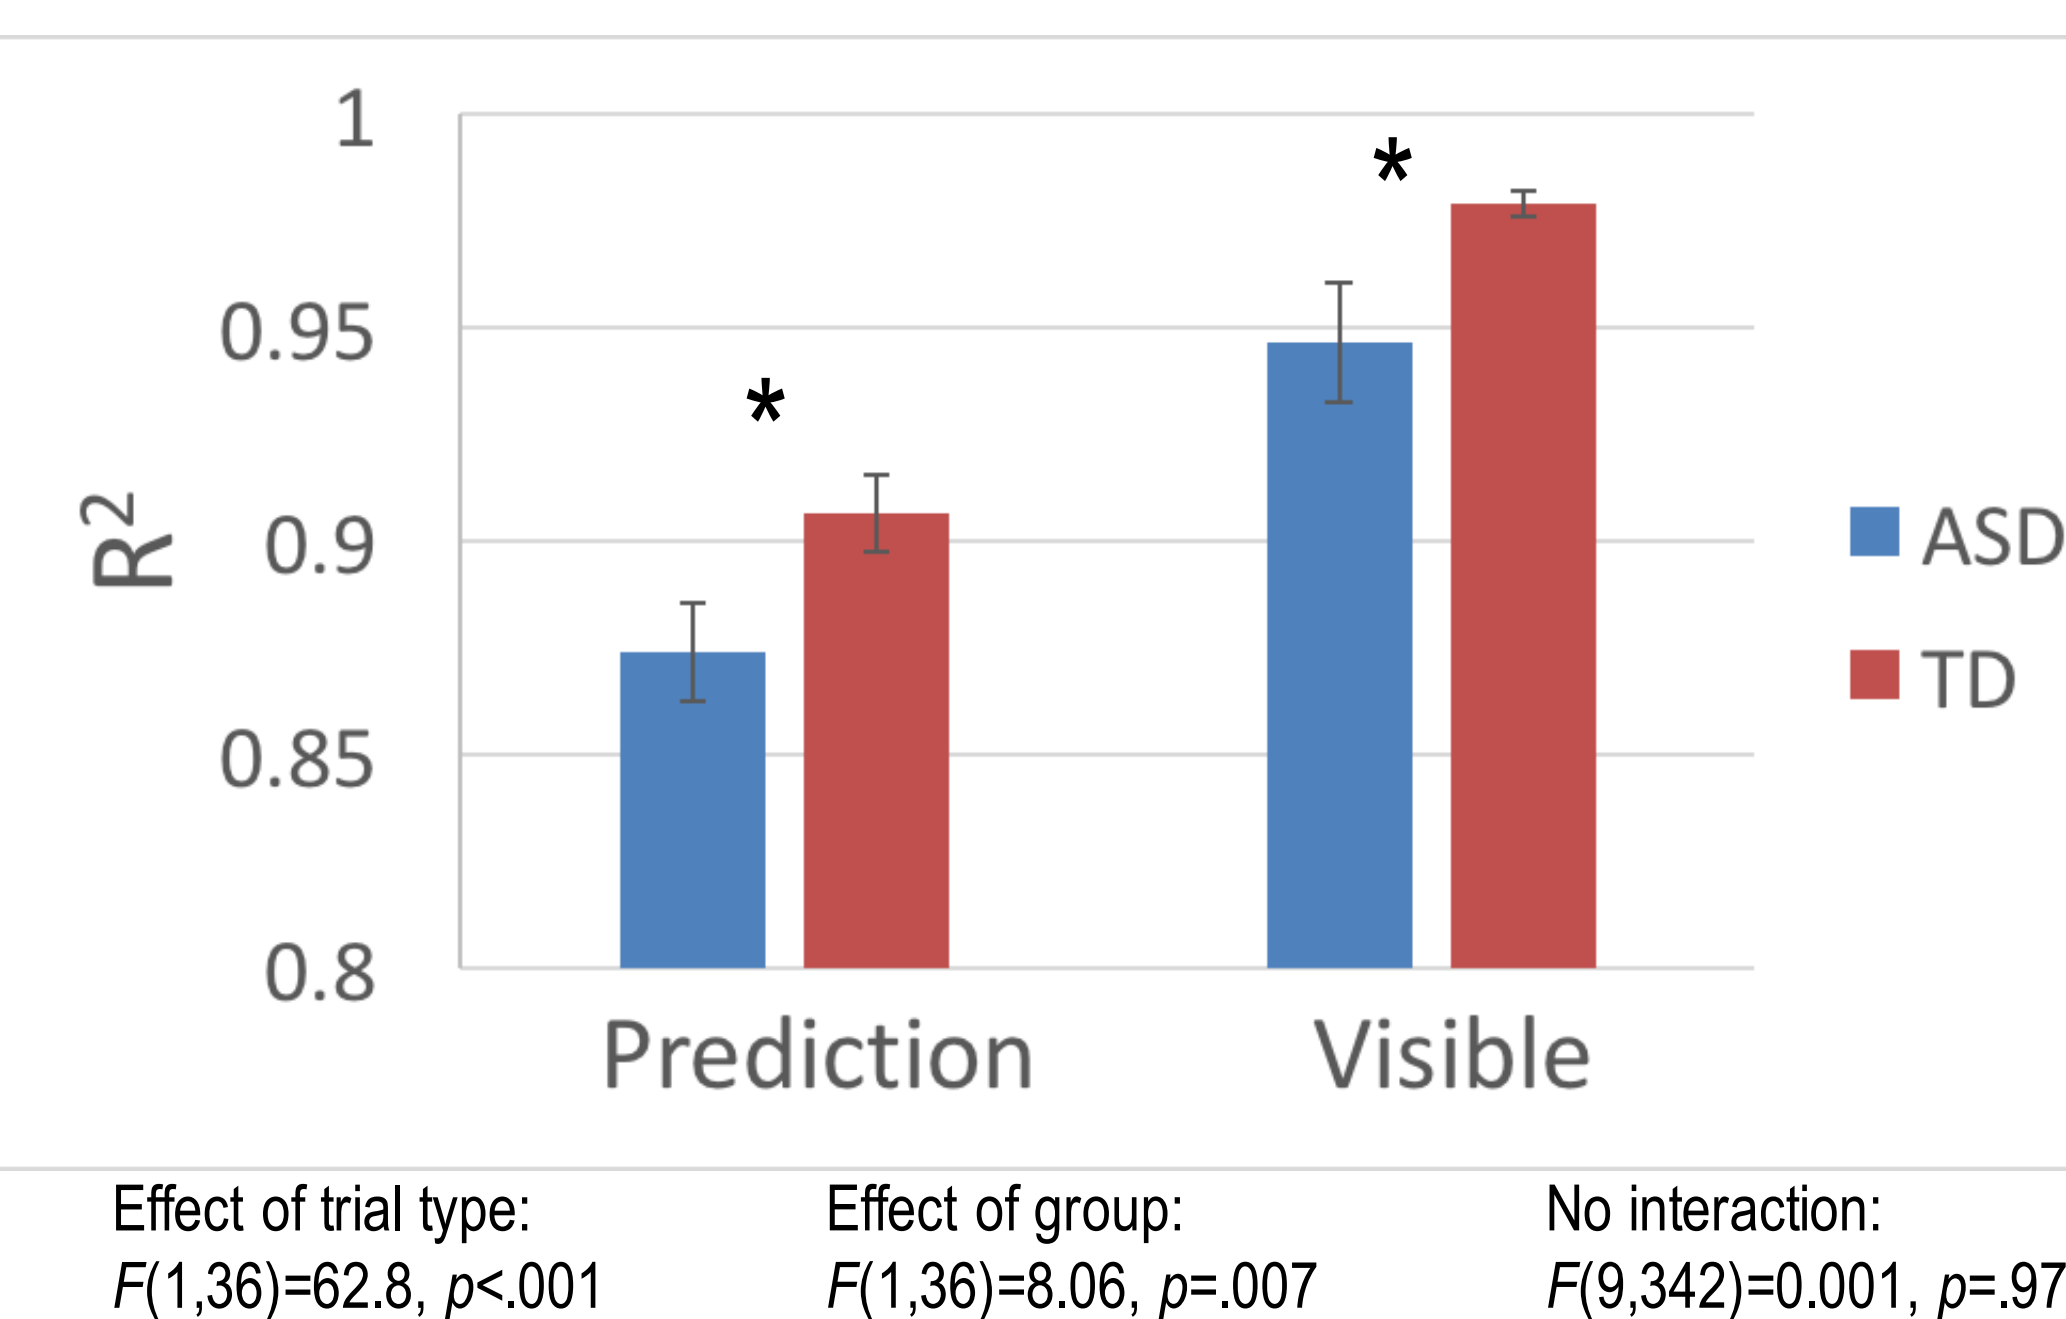 1
*
0.95
*
R²
0.9
ASD
TD
0.85
0.8
Prediction
Visible
Effect of trial type:
F(1,36)=62.8, p<.001
Effect of group:
F(1,36)=8.06, p=.007
No interaction:
F(9,342)=0.001, p=.97